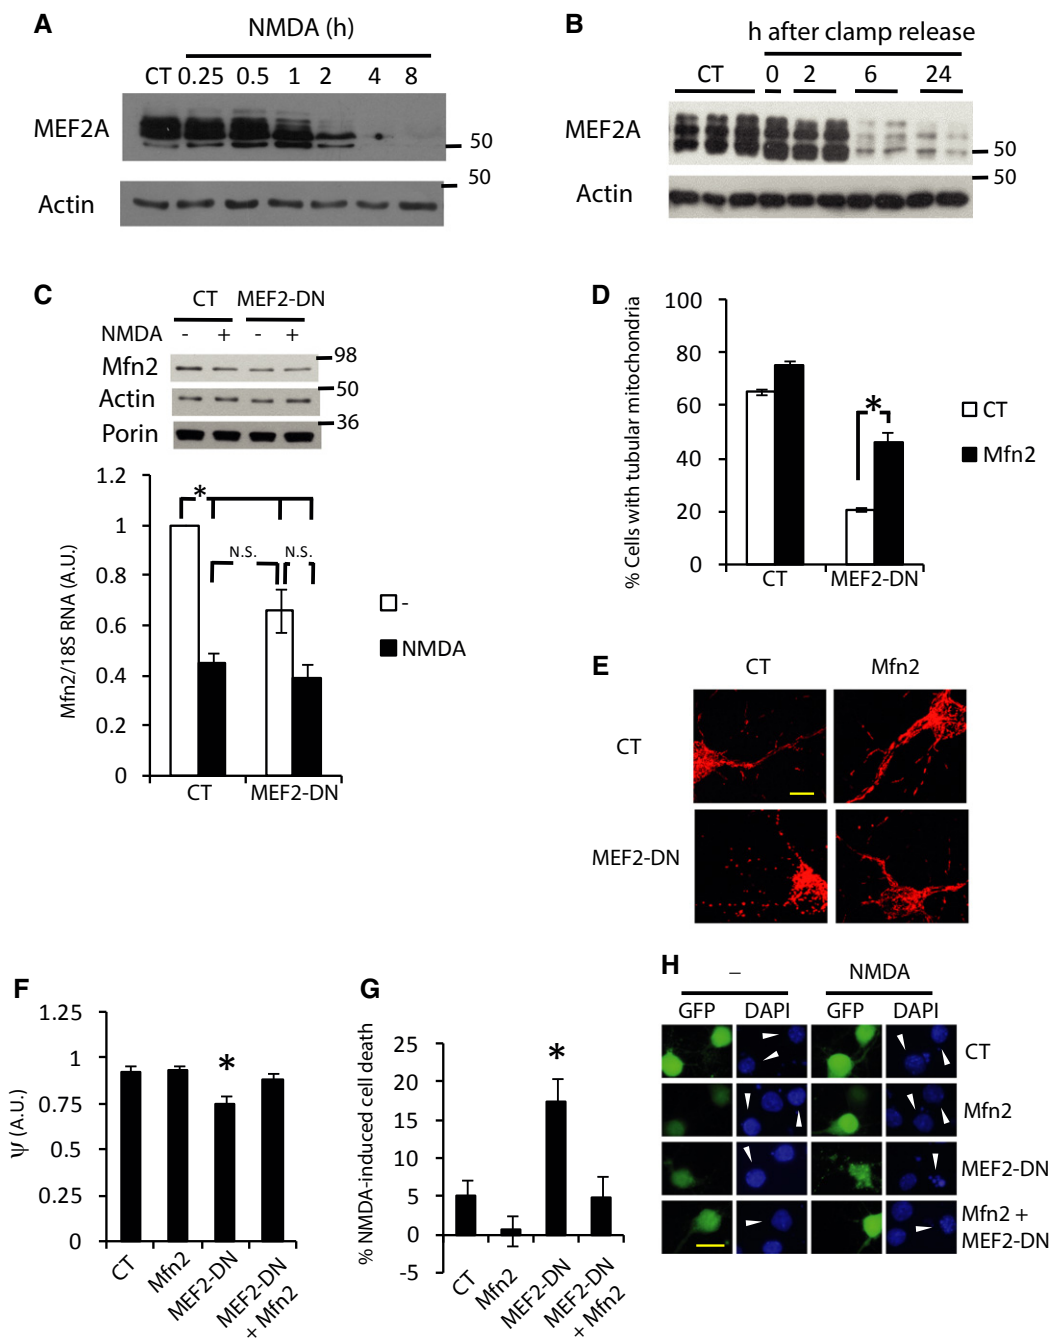 A
NMDA (h)
CT 0.25 0.5 1 2 4 8
MEF2A
50
50
Actin
B
h after clamp release
CT 0 2 6 24
MEF2A
50
50
Actin
C
CT MEF2-DN
NMDA - + - +
Mfn2
98
Actin
50
Porin
36
1.2
1
0.8
0.6
0.4
0.2
0
Mfn2/18S RNA (A.U.)
*
N.S.
N.S.
-
NMDA
CT MEF2-DN
D
100
80
60
40
20
0
% Cells with tubular mitochondria
*
CT
Mfn2
CT MEF2-DN
E
CT Mfn2
CT
MEF2-DN
F
1.25
1
0.75
0.5
0.25
0
Ψ (A.U.)
*
CT
Mfn2
MEF2-DN
MEF2-DN
+ Mfn2
G
25
20
15
10
5
0
-5
% NMDA-induced cell death
*
CT
Mfn2
MEF2-DN
MEF2-DN
+ Mfn2
H
– NMDA
GFP DAPI GFP DAPI
CT
Mfn2
MEF2-DN
Mfn2 +
MEF2-DN